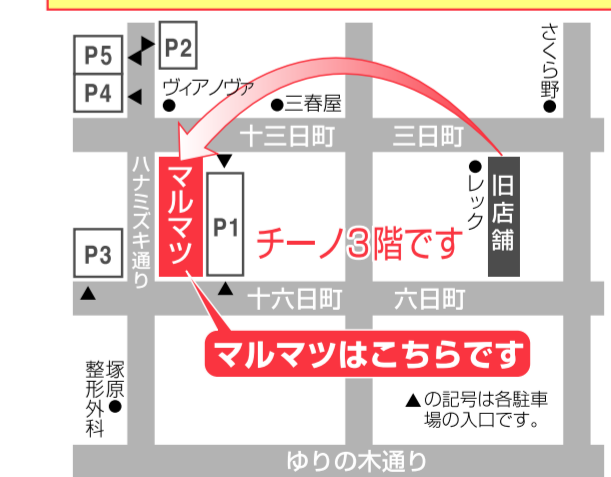 P5
P2
P4
ヴィアノヴァ
三春屋
さくら野
十三日町
三日町
ハナミズキ通り
マルマツ
P1
レック
旧店舗
チーノ3階です
P3
十六日町
六日町
マルマツはこちらです
塚原
整形外科
▲の記号は各駐車
場の入口です。
ゆりの木通り